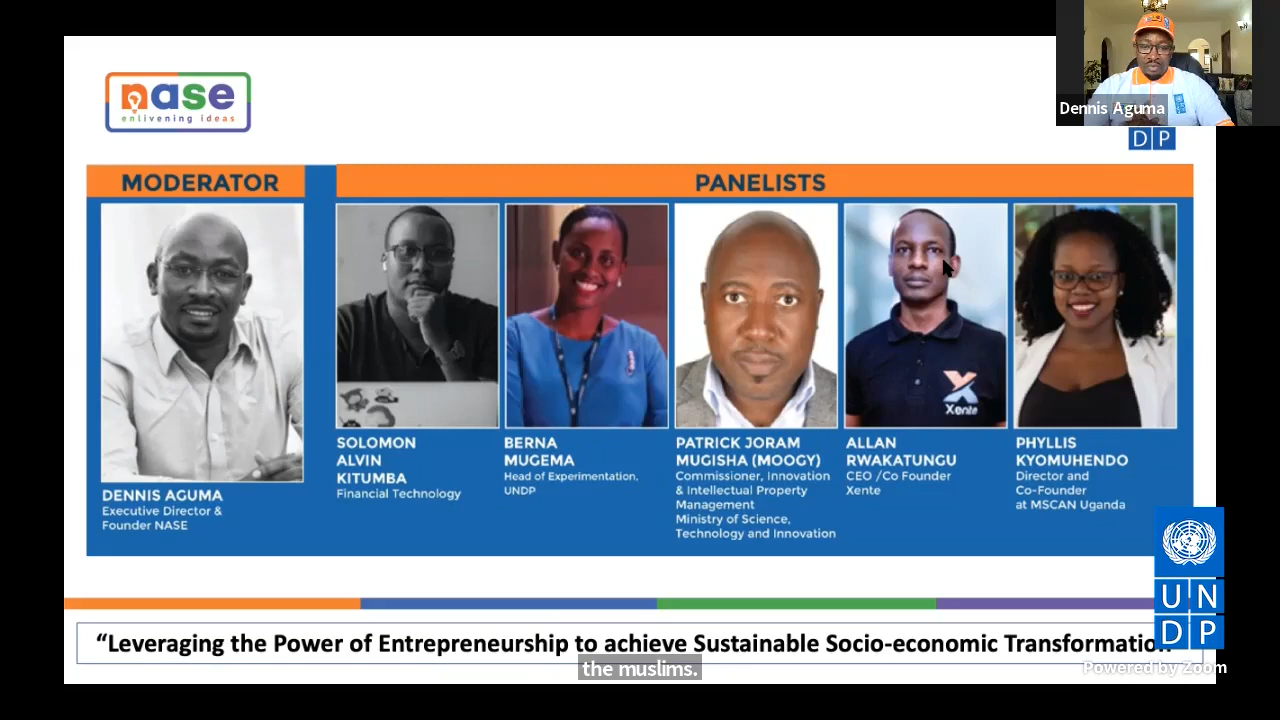 nase
enlivening ideas
Dennis Aguma
DP
MODERATOR
PANELISTS
Xente
DENNIS AGUMA
Executive Director &
Founder NASE
SOLOMON
ALVIN
KITUMBA
Financial Technology
BERNA
MUGEMA
Head of Experimentation,
UNDP
PATRICK JORAM
MUGISHA (MOOGY)
Commissioner, Innovation
& Intellectual Property
Management
Ministry of Science,
Technology and Innovation
ALLAN
RWAKATUNGU
CEO /Co Founder
Xente
PHYLLIS
KYOMUHENDO
Director and
Co-Founder
at MSCAN Uganda
UN
DP
“Leveraging the Power of Entrepreneurship to achieve Sustainable Socio-economic Transformation
the muslims.
Powered by Zoom